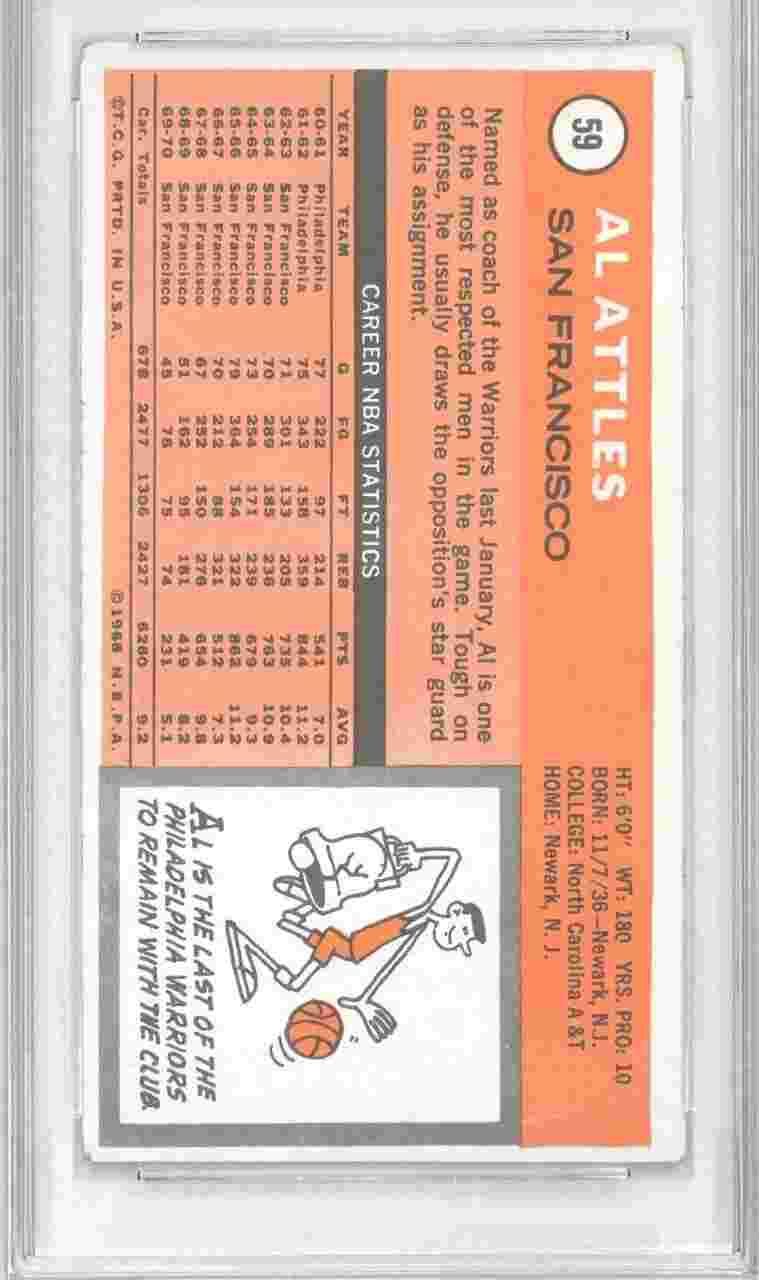 59
AL ATTLES
SAN FRANCISCO
HT: 6'0" WT: 180 YRS. PRO: 10
BORN: 11/7/36—Newark, N.J.
COLLEGE: North Carolina A & T
HOME: Newark, N. J.
Named as coach of the Warriors last January, Al is one
of the most respected men in the game. Tough on
defense, he usually draws the opposition's star guard
as his assignment.
CAREER NBA STATISTICS
YEAR TEAM G FG FT REB PTS AVG
60-61 Philadelphia 77 222 97 214 541 7.0
61-62 Philadelphia 75 343 158 359 844 11.2
62-63 San Francisco 71 301 133 205 735 10.4
63-64 San Francisco 70 289 185 236 763 10.9
64-65 San Francisco 73 254 171 239 679 9.3
65-66 San Francisco 79 364 154 322 862 11.2
66-67 San Francisco 70 212 88 321 512 7.3
67-68 San Francisco 67 252 150 276 654 9.8
68-69 San Francisco 51 162 95 181 419 8.2
69-70 San Francisco 45 78 75 74 231 5.1
Car. Totals 678 2477 1306 2427 6260 9.2
©T.C.G. PRTD. IN U.S.A. ©1968 N.B.P.A.
AL IS THE LAST OF THE
PHILADELPHIA WARRIORS
TO REMAIN WITH THE CLUB.